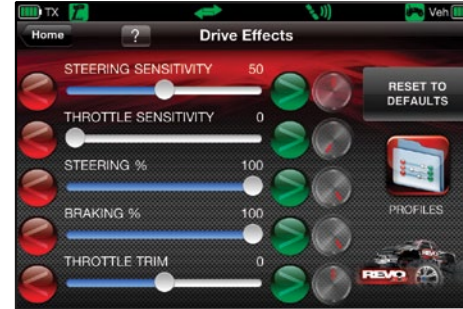 TX
Veh
Home
?
Drive Effects
STEERING SENSITIVITY 50
RESET TO
DEFAULTS
THROTTLE SENSITIVITY 0
STEERING % 100
PROFILES
BRAKING % 100
THROTTLE TRIM 0
REVO